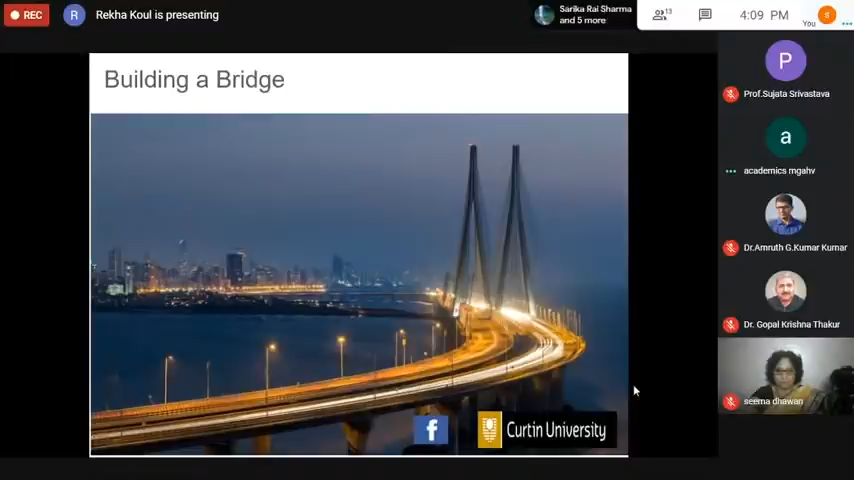 REC
R
Rekha Koul is presenting
Sarika Rai Sharma
and 5 more
13
4:09 PM
You
S
Building a Bridge
f
Curtin University
P
Prof.Sujata Srivastava
a
academics mgahv
Dr.Amruth G.Kumar Kumar
Dr. Gopal Krishna Thakur
seema dhawan